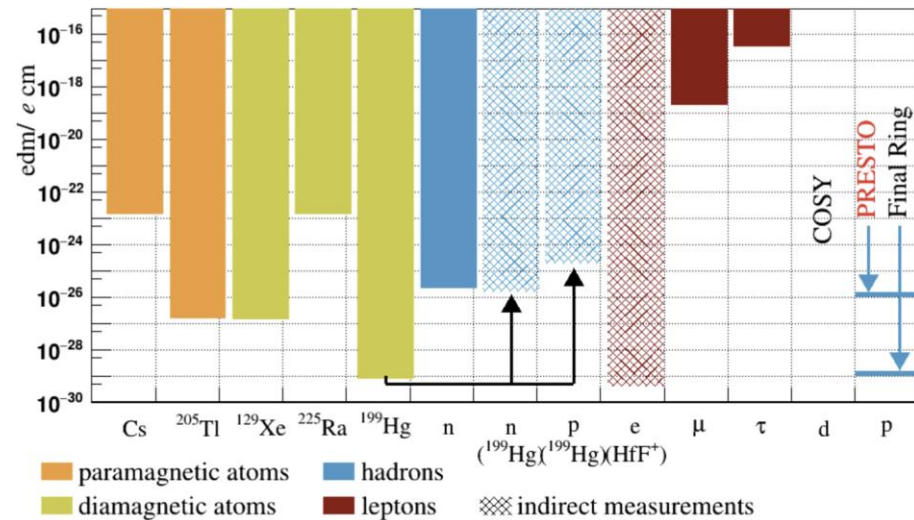 edm/ e cm
10⁻¹⁶
10⁻¹⁸
10⁻²⁰
10⁻²²
10⁻²⁴
10⁻²⁶
10⁻²⁸
10⁻³⁰
COSY
PRESTO
Final Ring
Cs ²⁰⁵Tl ¹²⁹Xe ²²⁵Ra ¹⁹⁹Hg n n p e μ τ d p
(¹⁹⁹Hg)(¹⁹⁹Hg)(HfF⁺)
paramagnetic atoms hadrons
diamagnetic atoms leptons indirect measurements